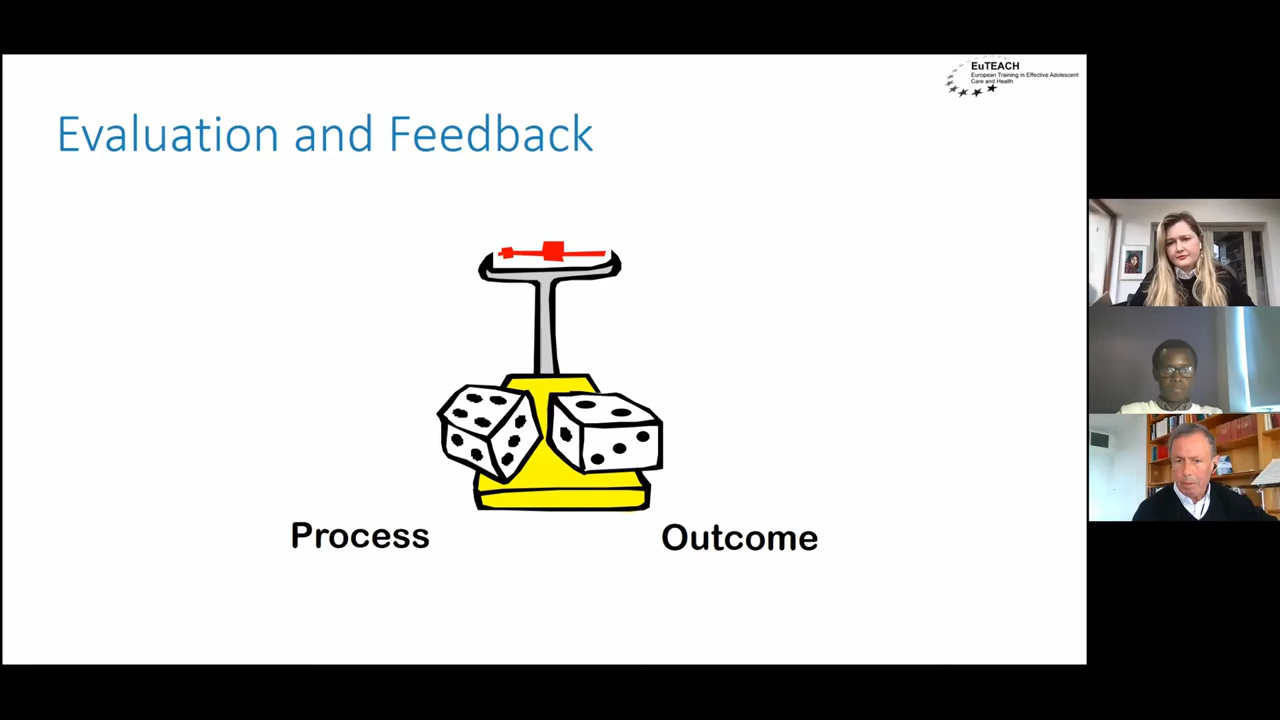 EuTEACH
European Training in Effective Adolescent
Care and Health
Evaluation and Feedback
Process
Outcome